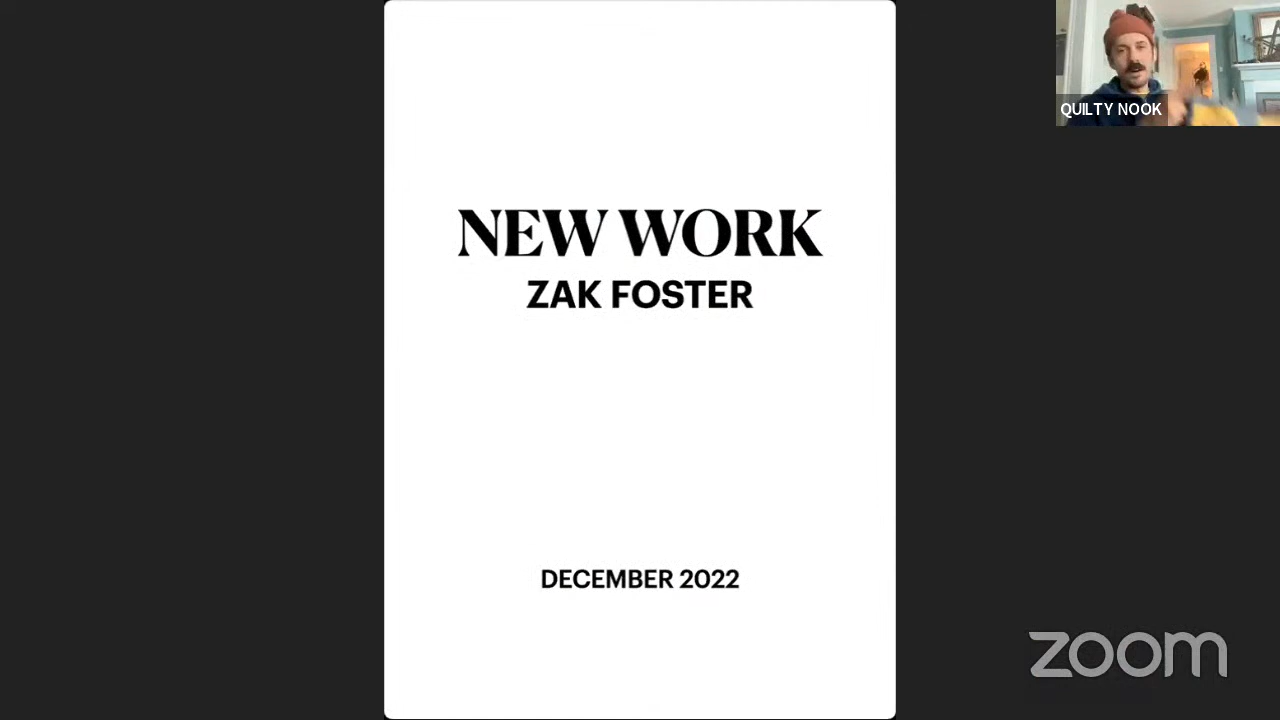 NEW WORK
ZAK FOSTER
DECEMBER 2022
QUILTY NOOK
zoom